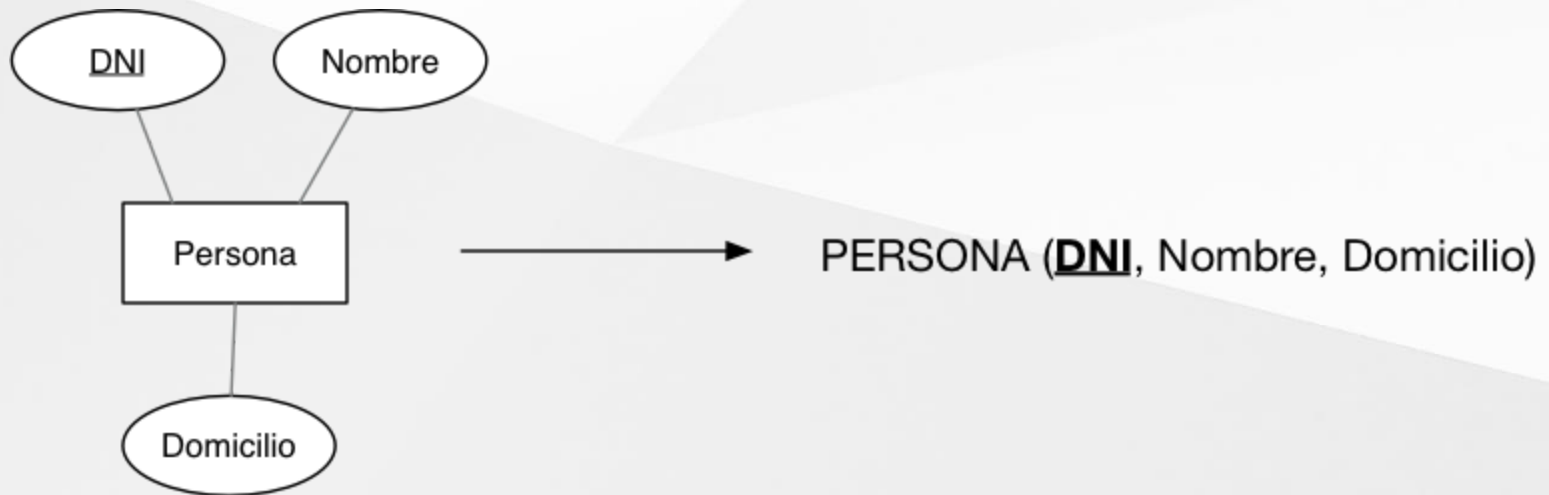 DNI
Nombre
Persona
PERSONA (DNI, Nombre, Domicilio)
Domicilio